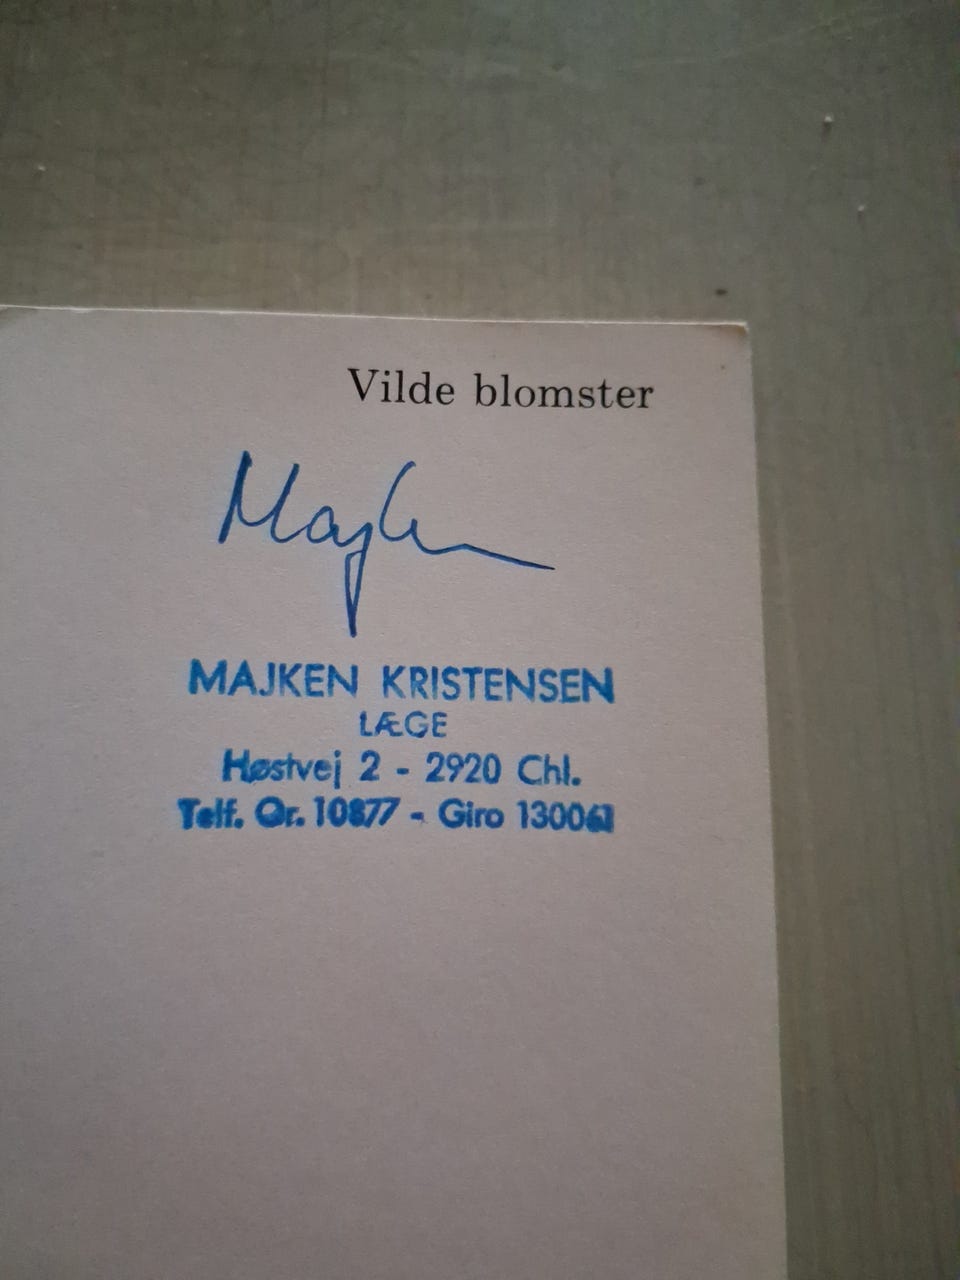 Vilde blomster
Majken
MAJKEN KRISTENSEN
LÆGE
Høstvej 2 - 2920 Chl.
Telf. Or. 10877 - Giro 130061